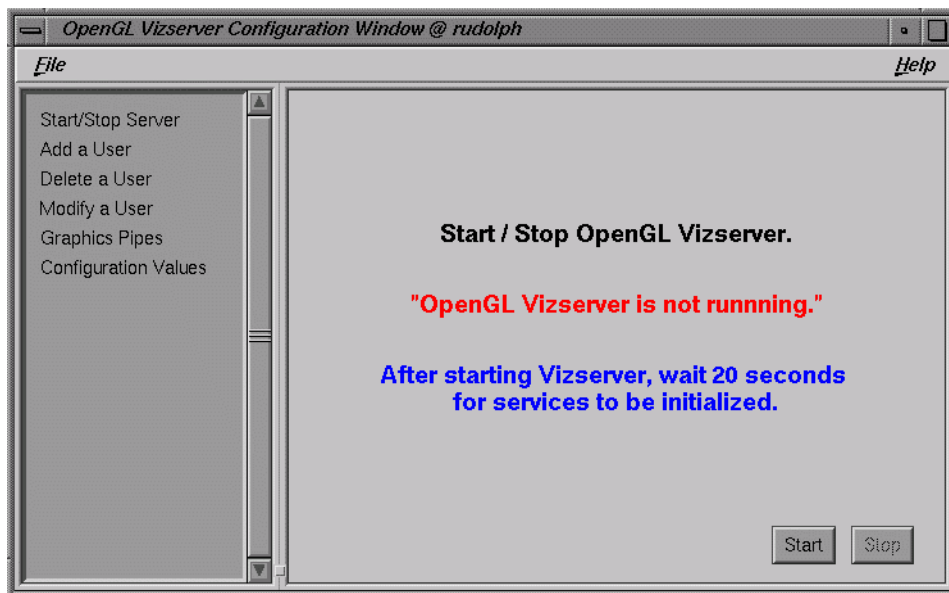 OpenGL Vizserver Configuration Window @ rudolph
File Help
Start/Stop Server
Add a User
Delete a User
Modify a User
Graphics Pipes
Configuration Values
Start / Stop OpenGL Vizserver.
"OpenGL Vizserver is not runnning."
After starting Vizserver, wait 20 seconds
for services to be initialized.
Start Stop